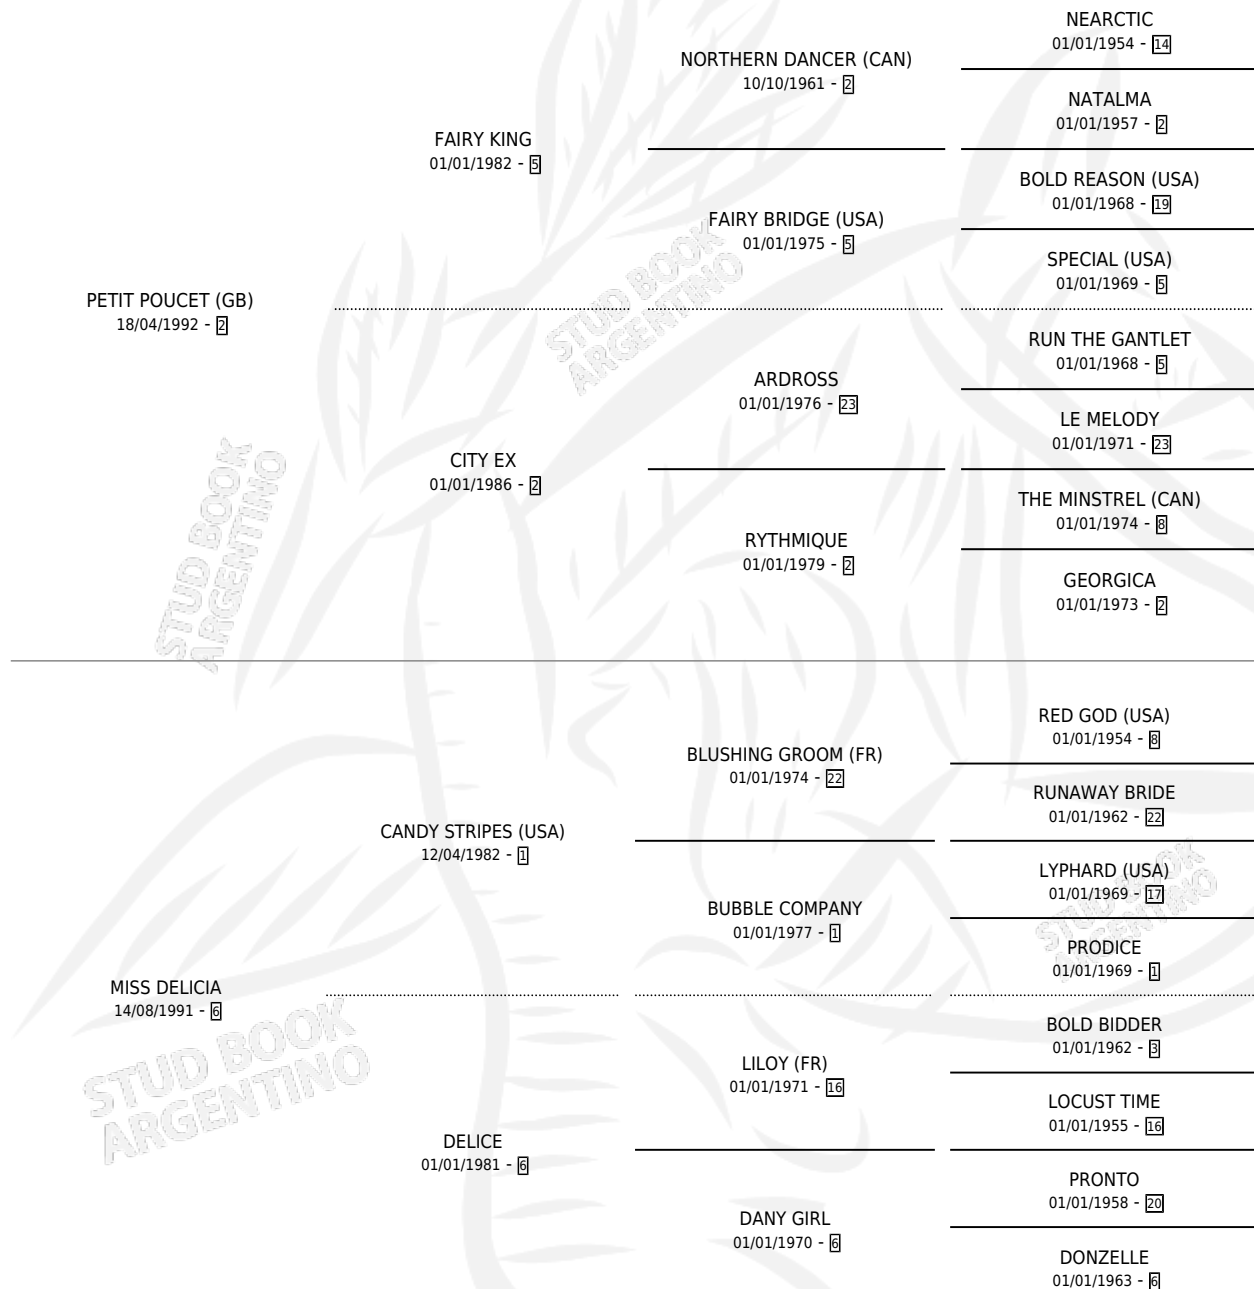 NEARCTIC
01/01/1954 - 14
NORTHERN DANCER (CAN)
10/10/1961 - 2
NATALMA
01/01/1957 - 2
FAIRY KING
01/01/1982 - 5
BOLD REASON (USA)
01/01/1968 - 19
FAIRY BRIDGE (USA)
01/01/1975 - 5
SPECIAL (USA)
01/01/1969 - 5
PETIT POUCET (GB)
18/04/1992 - 2
STUD BOOK
ARGENTINO
RUN THE GANTLET
01/01/1968 - 5
ARDROSS
01/01/1976 - 23
LE MELODY
01/01/1971 - 23
CITY EX
01/01/1986 - 2
THE MINSTREL (CAN)
01/01/1974 - 8
RYTHMIQUE
01/01/1979 - 2
GEORGICA
01/01/1973 - 2
STUD BOOK
ARGENTINO
RED GOD (USA)
01/01/1954 - 8
BLUSHING GROOM (FR)
01/01/1974 - 22
RUNAWAY BRIDE
01/01/1962 - 22
CANDY STRIPES (USA)
12/04/1982 - 1
LYPHARD (USA)
01/01/1969 - 17
BUBBLE COMPANY
01/01/1977 - 1
STUD BOOK
ARGENTINO
PRODICE
01/01/1969 - 1
MISS DELICIA
14/08/1991 - 6
STUD BOOK
ARGENTINO
BOLD BIDDER
01/01/1962 - 3
LILOY (FR)
01/01/1971 - 16
LOCUST TIME
01/01/1955 - 16
DELICE
01/01/1981 - 6
PRONTO
01/01/1958 - 20
DANY GIRL
01/01/1970 - 6
DONZELLE
01/01/1963 - 6